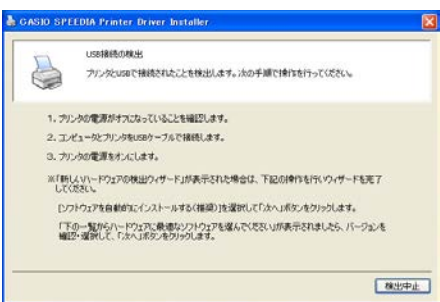 CASIO SPEEDIA Printer Driver Installer
USB接続の検出
プリンタとUSBで接続されたことを検出します。次の手順で操作を行ってください。
1. プリンタの電源がオフになっていることを確認します。
2. コンピュータとプリンタをUSBケーブルで接続します。
3. プリンタの電源をオンにします。
※「新しいハードウェアの検出ウィザード」が表示された場合は、下記の操作を行いウィザードを完了
してください。
[ソフトウェアを自動的にインストールする(推奨)]を選択して「次へ」ボタンをクリックします。
「下の一覧からハードウェアに最適なソフトウェアを選んでください」が表示されましたら、バージョンを
確認・選択して、「次へ」ボタンをクリックします。
検出中止